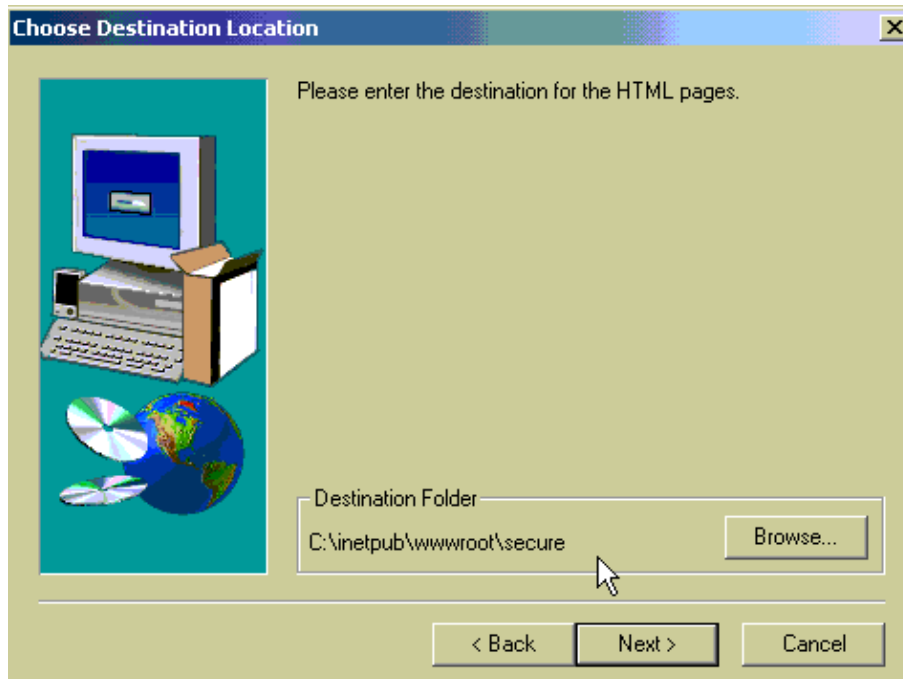 Choose Destination Location
Please enter the destination for the HTML pages.
Destination Folder
C:\inetpub\wwwroot\secure
Browse...
< Back
Next >
Cancel